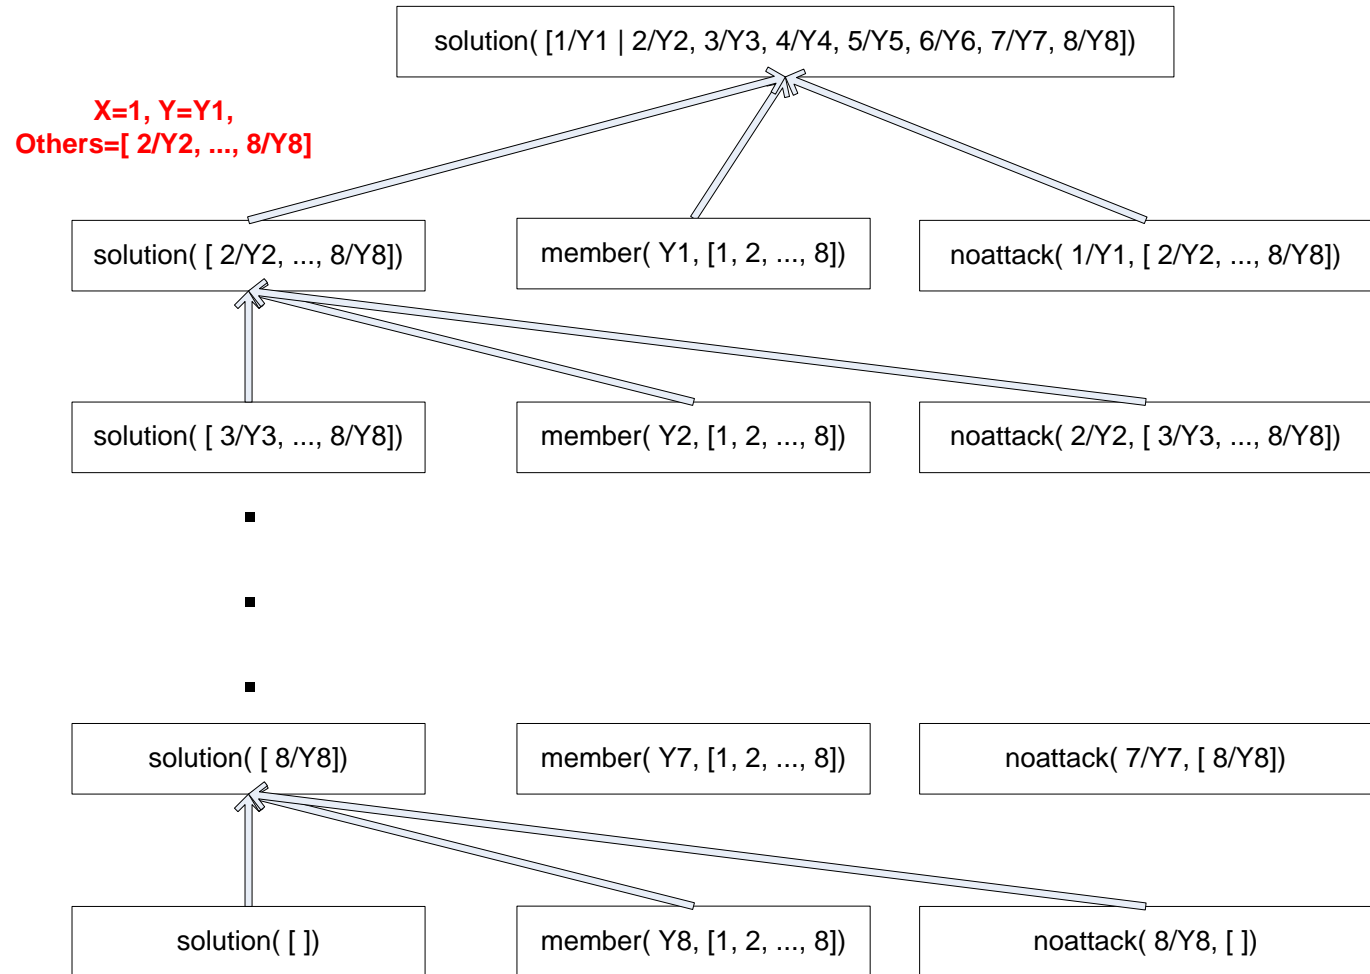 solution( [1/Y1 | 2/Y2, 3/Y3, 4/Y4, 5/Y5, 6/Y6, 7/Y7, 8/Y8])
X=1, Y=Y1,
Others=[ 2/Y2, ..., 8/Y8]
solution( [ 2/Y2, ..., 8/Y8])
member( Y1, [1, 2, ..., 8])
noattack( 1/Y1, [ 2/Y2, ..., 8/Y8])
solution( [ 3/Y3, ..., 8/Y8])
member( Y2, [1, 2, ..., 8])
noattack( 2/Y2, [ 3/Y3, ..., 8/Y8])
solution( [ 8/Y8])
member( Y7, [1, 2, ..., 8])
noattack( 7/Y7, [ 8/Y8])
solution( [ ])
member( Y8, [1, 2, ..., 8])
noattack( 8/Y8, [ ])